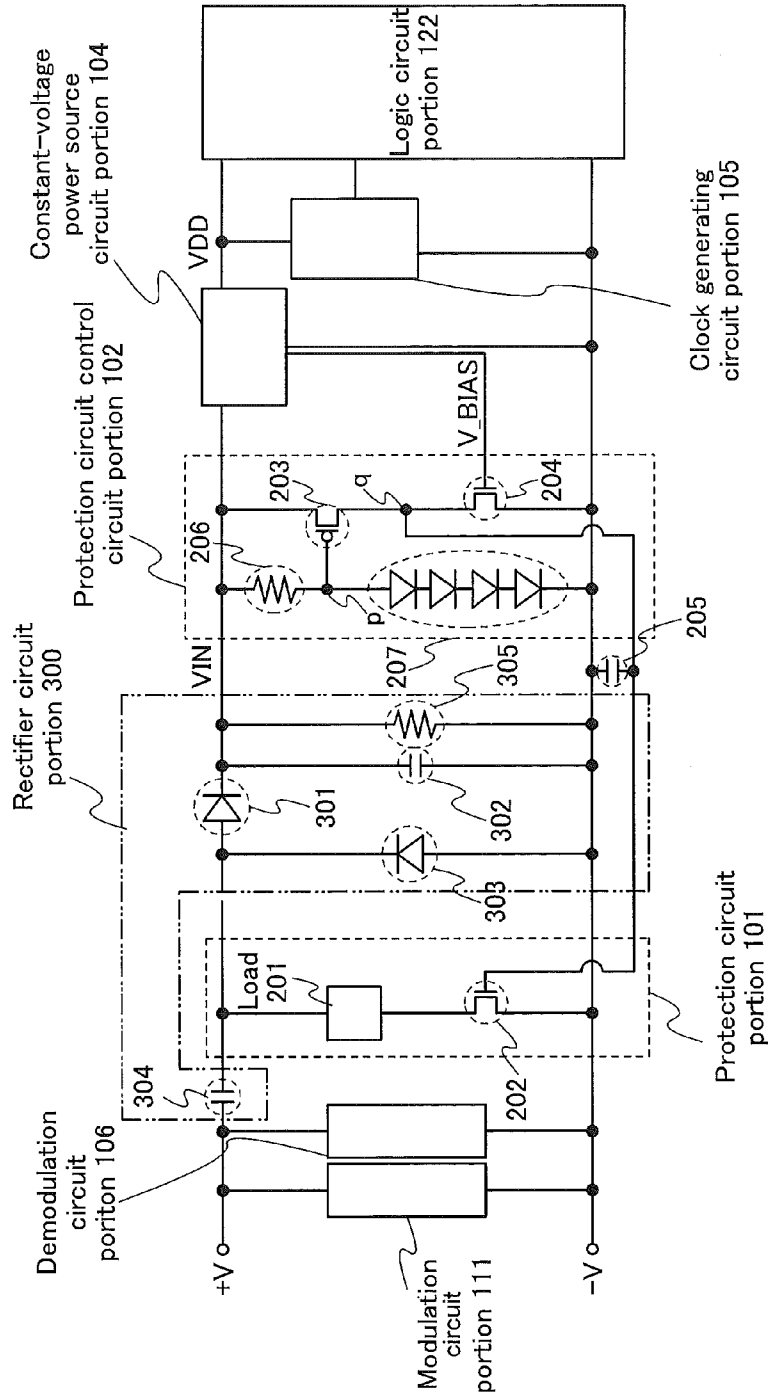 Rectifier circuit
portion 300
Protection circuit control
circuit portion 102
Constant-voltage
power source
circuit portion 104
Demodulation
circuit
poriton 106
304
VIN
VDD
206
203
+V
Load
201
301
p
q
Logic circuit
portion 122
303
302
305
207
V_BIAS
204
202
205
-V
Modulation
circuit
portion 111
Protection circuit
portion 101
Clock generating
circuit portion 105